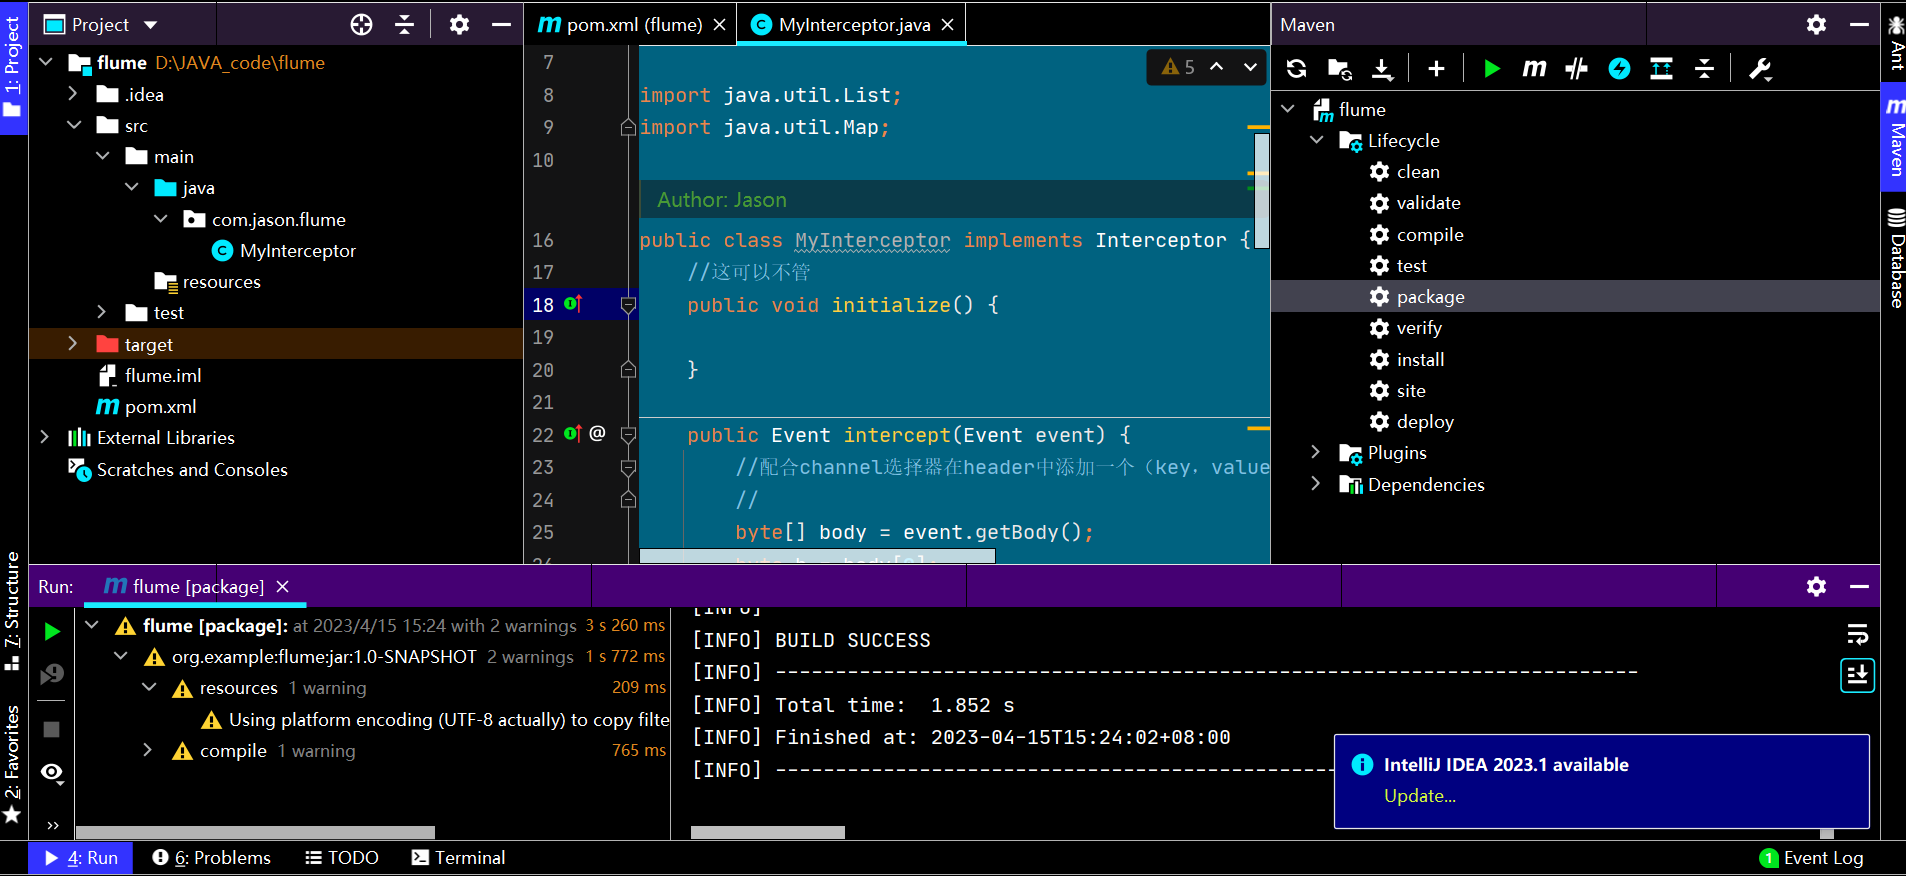 1: Project
Project
flume D:\JAVA_code\flume
.idea
src
main
java
com.jason.flume
MyInterceptor
resources
test
target
flume.iml
pom.xml
External Libraries
Scratches and Consoles
7: Structure
2: Favorites
pom.xml (flume)
MyInterceptor.java
5
7
8 import java.util.List;
9 import java.util.Map;
10
Author: Jason
16 public class MyInterceptor implements Interceptor {
17 //这可以不管
18 public void initialize() {
19
20 }
21
22 @ public Event intercept(Event event) {
23 //配合channel选择器在header中添加一个（key，value
24 //
25 byte[] body = event.getBody();
Maven
flume
Lifecycle
clean
validate
compile
test
package
verify
install
site
deploy
Plugins
Dependencies
Ant
Maven
Database
Run: flume [package]
flume [package]: at 2023/4/15 15:24 with 2 warnings 3 s 260 ms
org.example:flume:jar:1.0-SNAPSHOT 2 warnings 1 s 772 ms
resources 1 warning 209 ms
Using platform encoding (UTF-8 actually) to copy filte
compile 1 warning 765 ms
[INFO]
[INFO] BUILD SUCCESS
[INFO] ------------------------------------------------------------------------
[INFO] Total time:  1.852 s
[INFO] Finished at: 2023-04-15T15:24:02+08:00
[INFO] -----------------------------------------------
IntelliJ IDEA 2023.1 available
Update...
4: Run
6: Problems
TODO
Terminal
1 Event Log